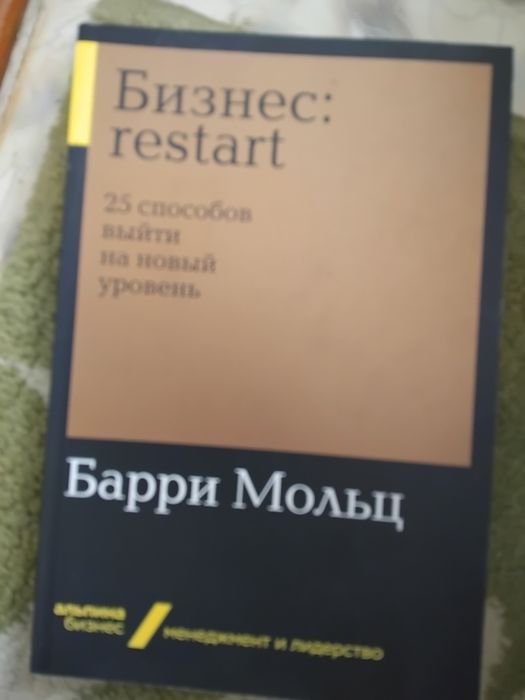 Бизнес:
restart
25 способов
выйти
на новый
уровень
Барри Мольц
альпина
бизнес
менеджмент и лидерство